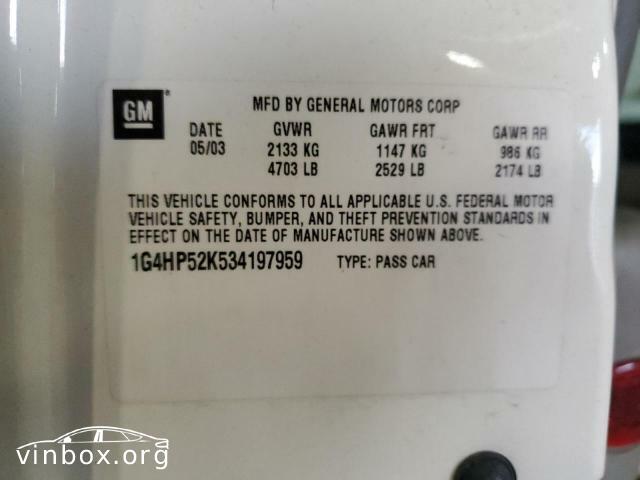 GM®
MFD BY GENERAL MOTORS CORP
DATE GVWR GAWR FRT GAWR RR
05/03 2133 KG 1147 KG 986 KG
4703 LB 2529 LB 2174 LB
THIS VEHICLE CONFORMS TO ALL APPLICABLE U.S. FEDERAL MOTOR
VEHICLE SAFETY, BUMPER, AND THEFT PREVENTION STANDARDS IN
EFFECT ON THE DATE OF MANUFACTURE SHOWN ABOVE.
1G4HP52K534197959 TYPE: PASS CAR
vinbox.org